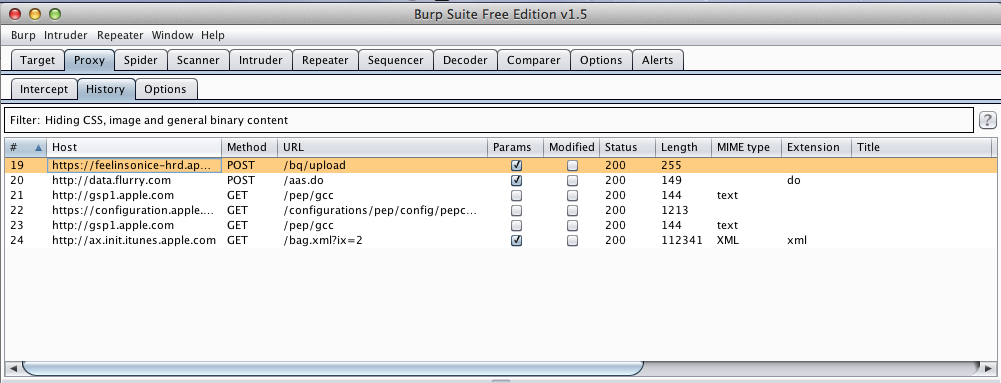 Burp Suite Free Edition v1.5
Burp Intruder Repeater Window Help
Target Proxy Spider Scanner Intruder Repeater Sequencer Decoder Comparer Options Alerts
Intercept History Options
Filter: Hiding CSS, image and general binary content ?
# Host Method URL Params Modified Status Length MIME type Extension Title
19 https://feelinsonice-hrd.ap... POST /bq/upload 200 255
20 http://data.flurry.com POST /aas.do 200 149 do
21 http://gsp1.apple.com GET /pep/gcc 200 144 text
22 https://configuration.apple.... GET /configurations/pep/config/pepc... 200 1213
23 http://gsp1.apple.com GET /pep/gcc 200 144 text
24 http://ax.init.itunes.apple.com GET /bag.xml?ix=2 200 112341 XML xml